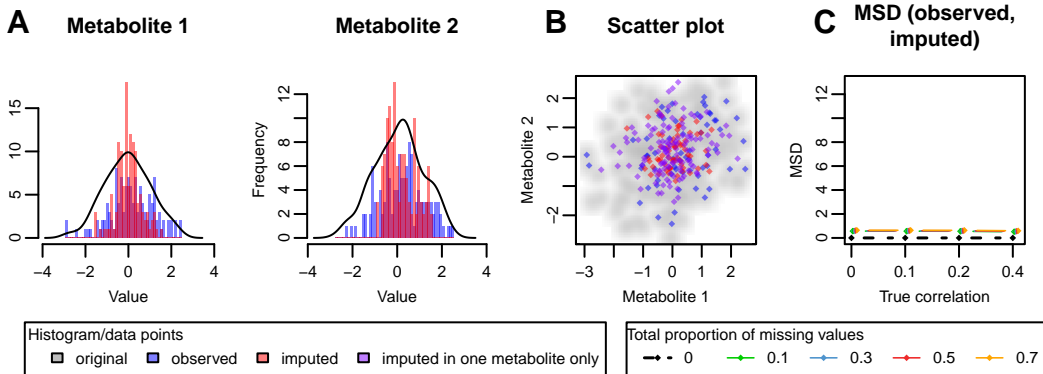 A
Metabolite 1
Metabolite 2
B
Scatter plot
C
MSD (observed,
imputed)
0 5 10 15
−4 −2 0 2 4
Value
Frequency
0 2 4 6 8 12
−4 −2 0 2 4
Value
Metabolite 2
−2 0 1 2
−3 −1 0 1 2
Metabolite 1
MSD
0 2 4 6 8 12
0 0.1 0.2 0.4
True correlation
Histogram/data points
original observed imputed imputed in one metabolite only
Total proportion of missing values
0 0.1 0.3 0.5 0.7